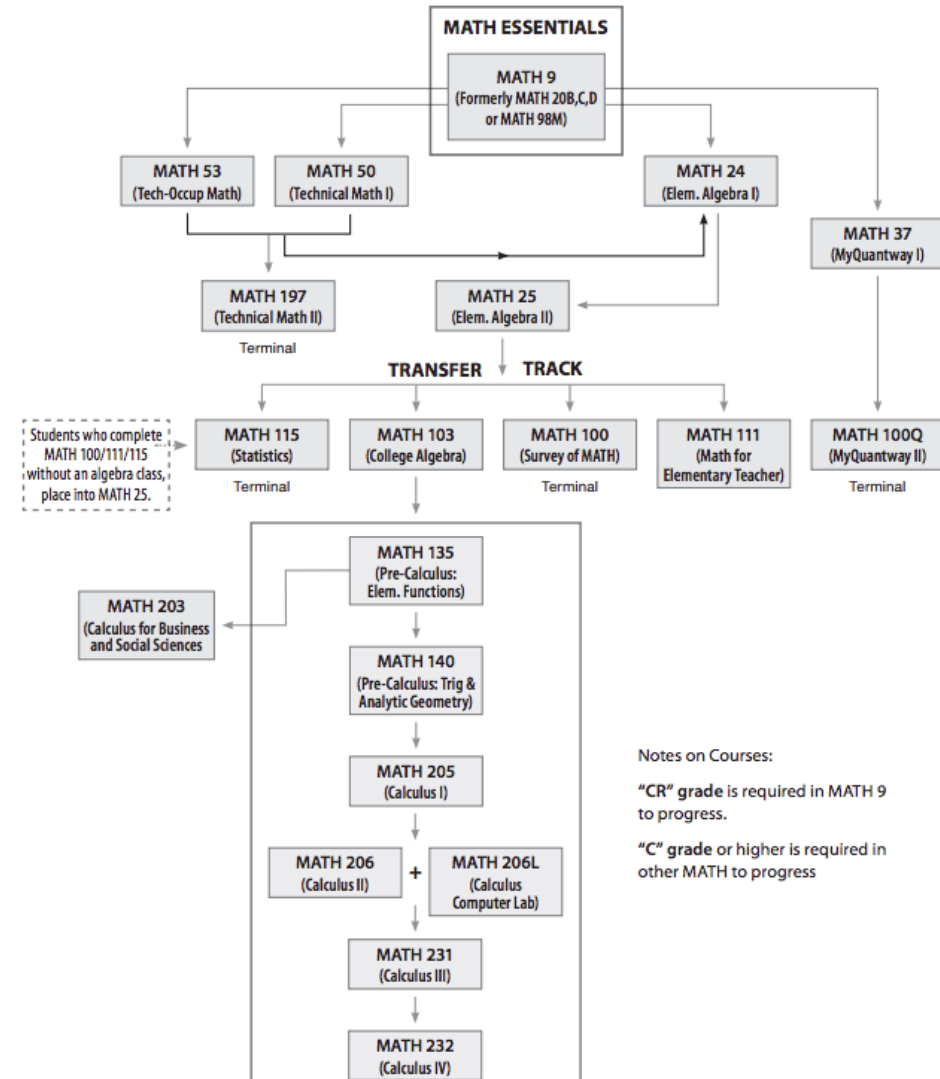 MATH ESSENTIALS
MATH 9
(Formerly MATH 20B,C,D
or MATH 98M)
MATH 53
(Tech-Occup Math)
MATH 50
(Technical Math I)
MATH 24
(Elem. Algebra I)
MATH 37
(MyQuantway I)
MATH 197
(Technical Math II)
Terminal
MATH 25
(Elem. Algebra II)
TRANSFER TRACK
Students who complete
MATH 100/111/115
without an algebra class,
place into MATH 25.
MATH 115
(Statistics)
Terminal
MATH 103
(College Algebra)
MATH 100
(Survey of MATH)
Terminal
MATH 111
(Math for
Elementary Teacher)
MATH 100Q
(MyQuantway II)
Terminal
MATH 135
(Pre-Calculus:
Elem. Functions)
MATH 203
(Calculus for Business
and Social Sciences
MATH 140
(Pre-Calculus: Trig &
Analytic Geometry)
MATH 205
(Calculus I)
MATH 206
(Calculus II)
+
MATH 206L
(Calculus
Computer Lab)
MATH 231
(Calculus III)
MATH 232
(Calculus IV)
Notes on Courses:
"CR" grade is required in MATH 9
to progress.
"C" grade or higher is required in
other MATH to progress